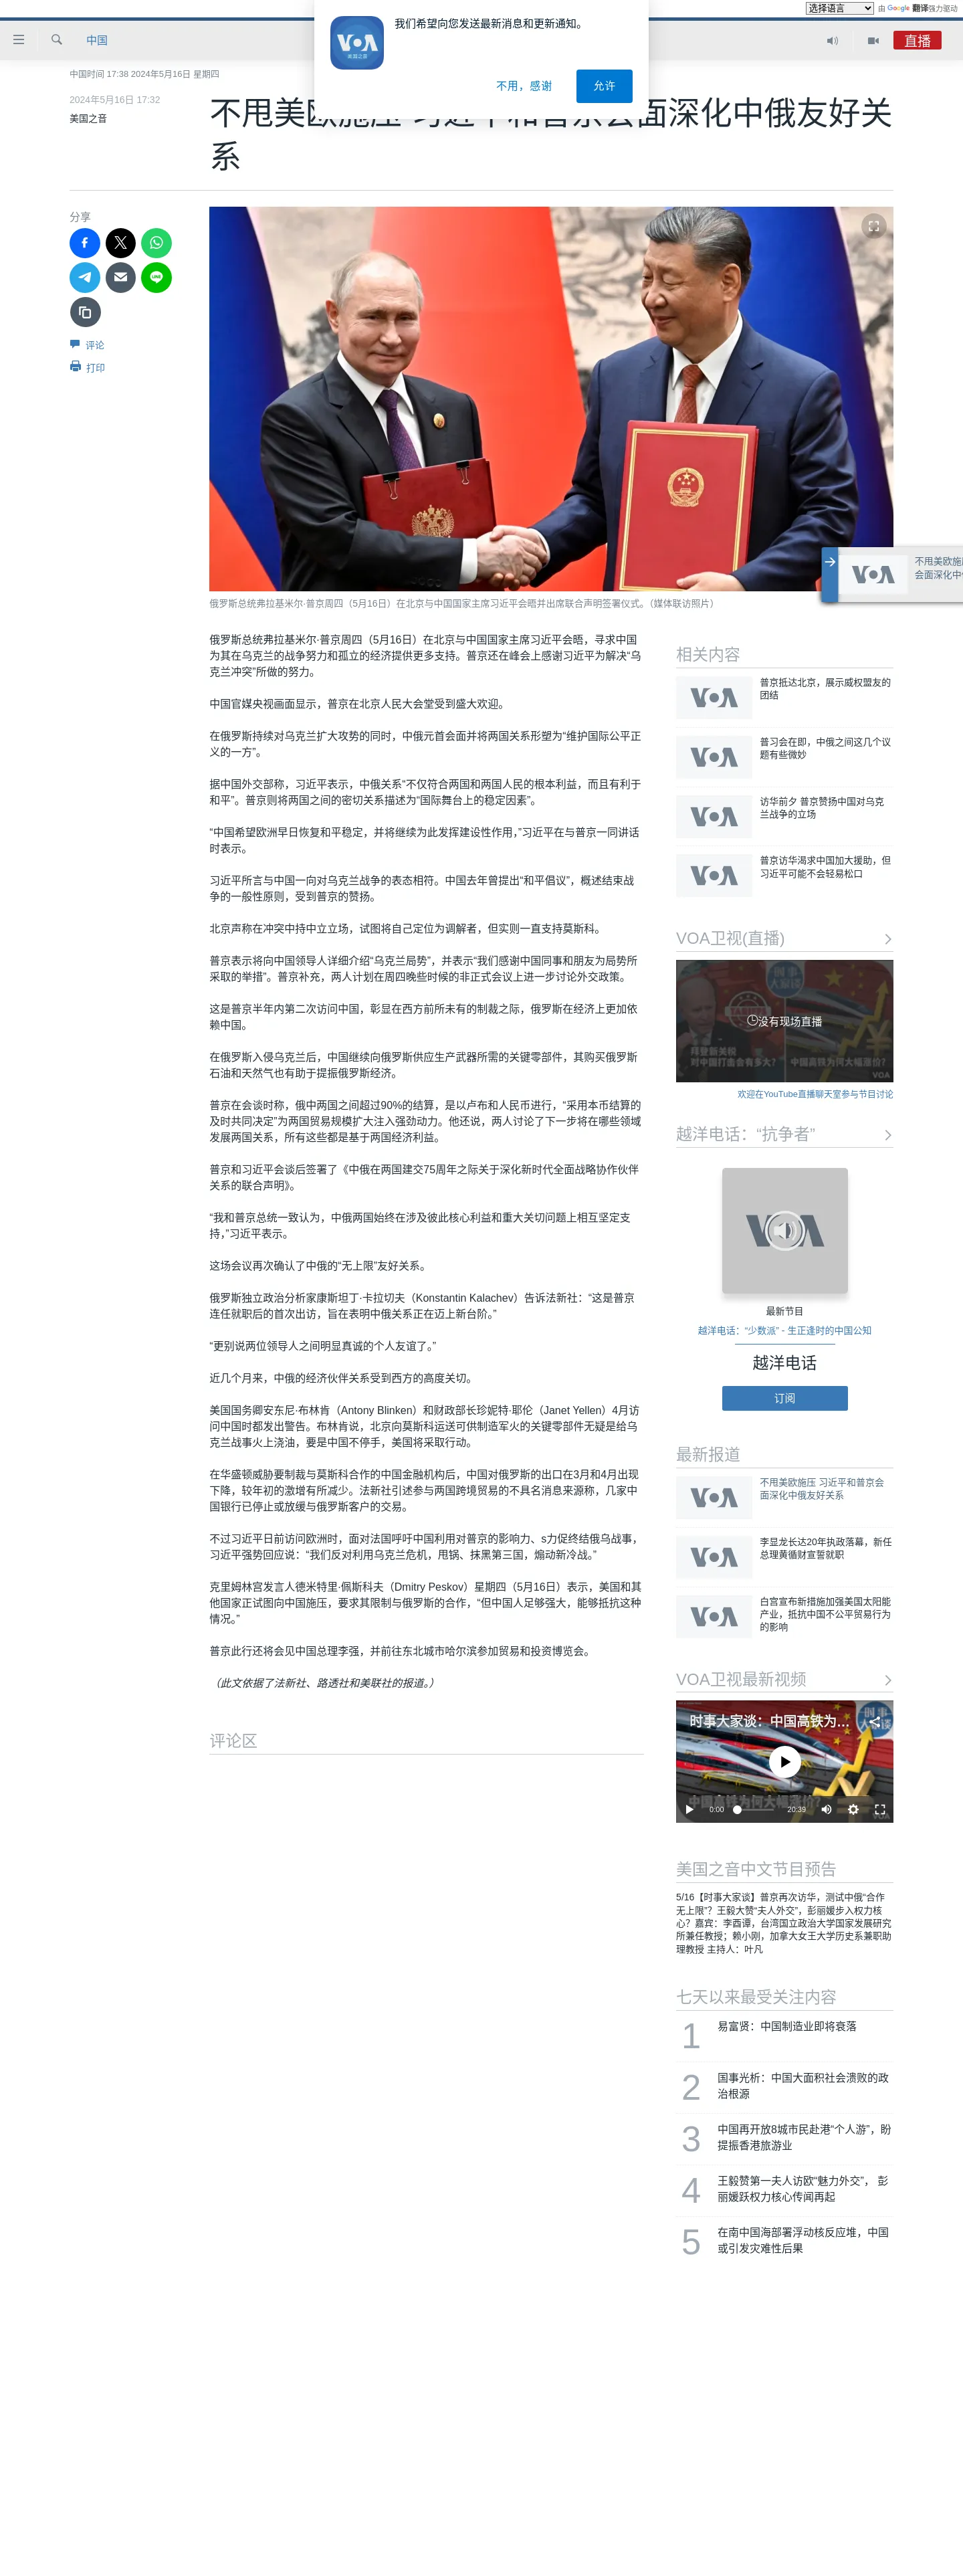 选择语言 由 Google 翻译强力驱动
我们希望向您发送最新消息和更新通知。
VOA
美国之音
不用，感谢
允许
中国
直播
中国时间 17:38 2024年5月16日 星期四
2024年5月16日 17:32
美国之音
不甩美欧施压 习近平和普京会面深化中俄友好关
系
分享
LINE
评论
打印
俄罗斯总统弗拉基米尔·普京周四（5月16日）在北京与中国国家主席习近平会晤并出席联合声明签署仪式。（媒体联访照片）
VOA
不甩美欧施
会面深化中
俄罗斯总统弗拉基米尔·普京周四（5月16日）在北京与中国国家主席习近平会晤，寻求中国
为其在乌克兰的战争努力和孤立的经济提供更多支持。普京还在峰会上感谢习近平为解决“乌
克兰冲突”所做的努力。
中国官媒央视画面显示，普京在北京人民大会堂受到盛大欢迎。
在俄罗斯持续对乌克兰扩大攻势的同时，中俄元首会面并将两国关系形塑为“维护国际公平正
义的一方”。
据中国外交部称，习近平表示，中俄关系“不仅符合两国和两国人民的根本利益，而且有利于
和平”。普京则将两国之间的密切关系描述为“国际舞台上的稳定因素”。
“中国希望欧洲早日恢复和平稳定，并将继续为此发挥建设性作用，”习近平在与普京一同讲话
时表示。
习近平所言与中国一向对乌克兰战争的表态相符。中国去年曾提出“和平倡议”，概述结束战
争的一般性原则，受到普京的赞扬。
北京声称在冲突中持中立立场，试图将自己定位为调解者，但实则一直支持莫斯科。
普京表示将向中国领导人详细介绍“乌克兰局势”，并表示“我们感谢中国同事和朋友为局势所
采取的举措”。普京补充，两人计划在周四晚些时候的非正式会议上进一步讨论外交政策。
这是普京半年内第二次访问中国，彰显在西方前所未有的制裁之际，俄罗斯在经济上更加依
赖中国。
在俄罗斯入侵乌克兰后，中国继续向俄罗斯供应生产武器所需的关键零部件，其购买俄罗斯
石油和天然气也有助于提振俄罗斯经济。
普京在会谈时称，俄中两国之间超过90%的结算，是以卢布和人民币进行，“采用本币结算的
及时共同决定”为两国贸易规模扩大注入强劲动力。他还说，两人讨论了下一步将在哪些领域
发展两国关系，所有这些都是基于两国经济利益。
普京和习近平会谈后签署了《中俄在两国建交75周年之际关于深化新时代全面战略协作伙伴
关系的联合声明》。
“我和普京总统一致认为，中俄两国始终在涉及彼此核心利益和重大关切问题上相互坚定支
持，”习近平表示。
这场会议再次确认了中俄的“无上限”友好关系。
俄罗斯独立政治分析家康斯坦丁·卡拉切夫（Konstantin Kalachev）告诉法新社：“这是普京
连任就职后的首次出访，旨在表明中俄关系正在迈上新台阶。”
“更别说两位领导人之间明显真诚的个人友谊了。”
近几个月来，中俄的经济伙伴关系受到西方的高度关切。
美国国务卿安东尼·布林肯（Antony Blinken）和财政部长珍妮特·耶伦（Janet Yellen）4月访
问中国时都发出警告。布林肯说，北京向莫斯科运送可供制造军火的关键零部件无疑是给乌
克兰战事火上浇油，要是中国不停手，美国将采取行动。
在华盛顿威胁要制裁与莫斯科合作的中国金融机构后，中国对俄罗斯的出口在3月和4月出现
下降，较年初的激增有所减少。法新社引述参与两国跨境贸易的不具名消息来源称，几家中
国银行已停止或放缓与俄罗斯客户的交易。
不过习近平日前访问欧洲时，面对法国呼吁中国利用对普京的影响力、s力促终结俄乌战事，
习近平强势回应说：“我们反对利用乌克兰危机，甩锅、抹黑第三国，煽动新冷战。”
克里姆林宫发言人德米特里·佩斯科夫（Dmitry Peskov）星期四（5月16日）表示，美国和其
他国家正试图向中国施压，要求其限制与俄罗斯的合作，“但中国人足够强大，能够抵抗这种
情况。”
普京此行还将会见中国总理李强，并前往东北城市哈尔滨参加贸易和投资博览会。
（此文依据了法新社、路透社和美联社的报道。）
评论区
相关内容
VOA
普京抵达北京，展示威权盟友的
团结
VOA
普习会在即，中俄之间这几个议
题有些微妙
VOA
访华前夕 普京赞扬中国对乌克
兰战争的立场
VOA
普京访华渴求中国加大援助，但
习近平可能不会轻易松口
VOA卫视(直播)
时事
大家谈
没有现场直播
拜登新关税
对中国打击会有多大？
中国高铁为何大幅涨价？
VOA
欢迎在YouTube直播聊天室参与节目讨论
越洋电话：“抗争者”
VOA
最新节目
越洋电话：“少数派” - 生正逢时的中国公知
越洋电话
订阅
最新报道
VOA
不甩美欧施压 习近平和普京会
面深化中俄友好关系
VOA
李显龙长达20年执政落幕，新任
总理黄循财宣誓就职
VOA
白宫宣布新措施加强美国太阳能
产业，抵抗中国不公平贸易行为
的影响
VOA卫视最新视频
时事大家谈：中国高铁为…
时事
大家谈
中国高铁为何大幅涨价？
VOA
0:00
20:39
美国之音中文节目预告
5/16【时事大家谈】普京再次访华，测试中俄“合作
无上限”？王毅大赞“夫人外交”，彭丽媛步入权力核
心？嘉宾：李酉谭，台湾国立政治大学国家发展研究
所兼任教授；赖小刚，加拿大女王大学历史系兼职助
理教授 主持人：叶凡
七天以来最受关注内容
1 易富贤：中国制造业即将衰落
2 国事光析：中国大面积社会溃败的政
治根源
3 中国再开放8城市民赴港“个人游”，盼
提振香港旅游业
4 王毅赞第一夫人访欧“魅力外交”， 彭
丽媛跃权力核心传闻再起
5 在南中国海部署浮动核反应堆，中国
或引发灾难性后果